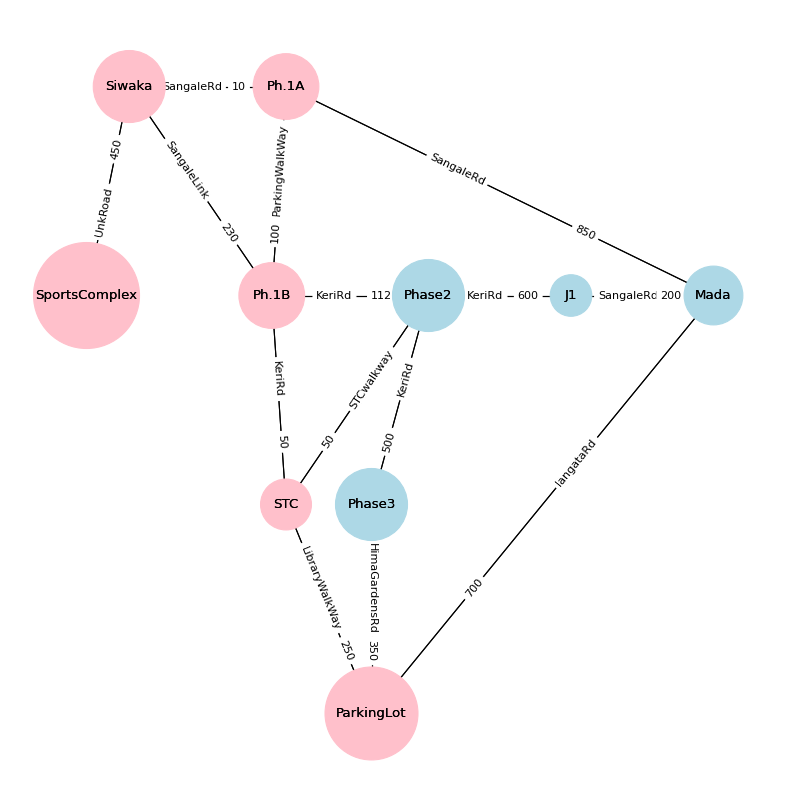 Siwaka
SangaleRd - 10
Ph.1A
450
UnkRoad
SangaleLink
230
ParkingWalkWay
100
SangaleRd
850
SportsComplex
Ph.1B
KeriRd
112
Phase2
KeriRd
600
J1
SangaleRd
200
Mada
KeriRd
50
STCwalkway
50
KeriRd
500
langataRd
700
STC
Phase3
LibraryWalkWay
250
HimaGardensRd
350
ParkingLot